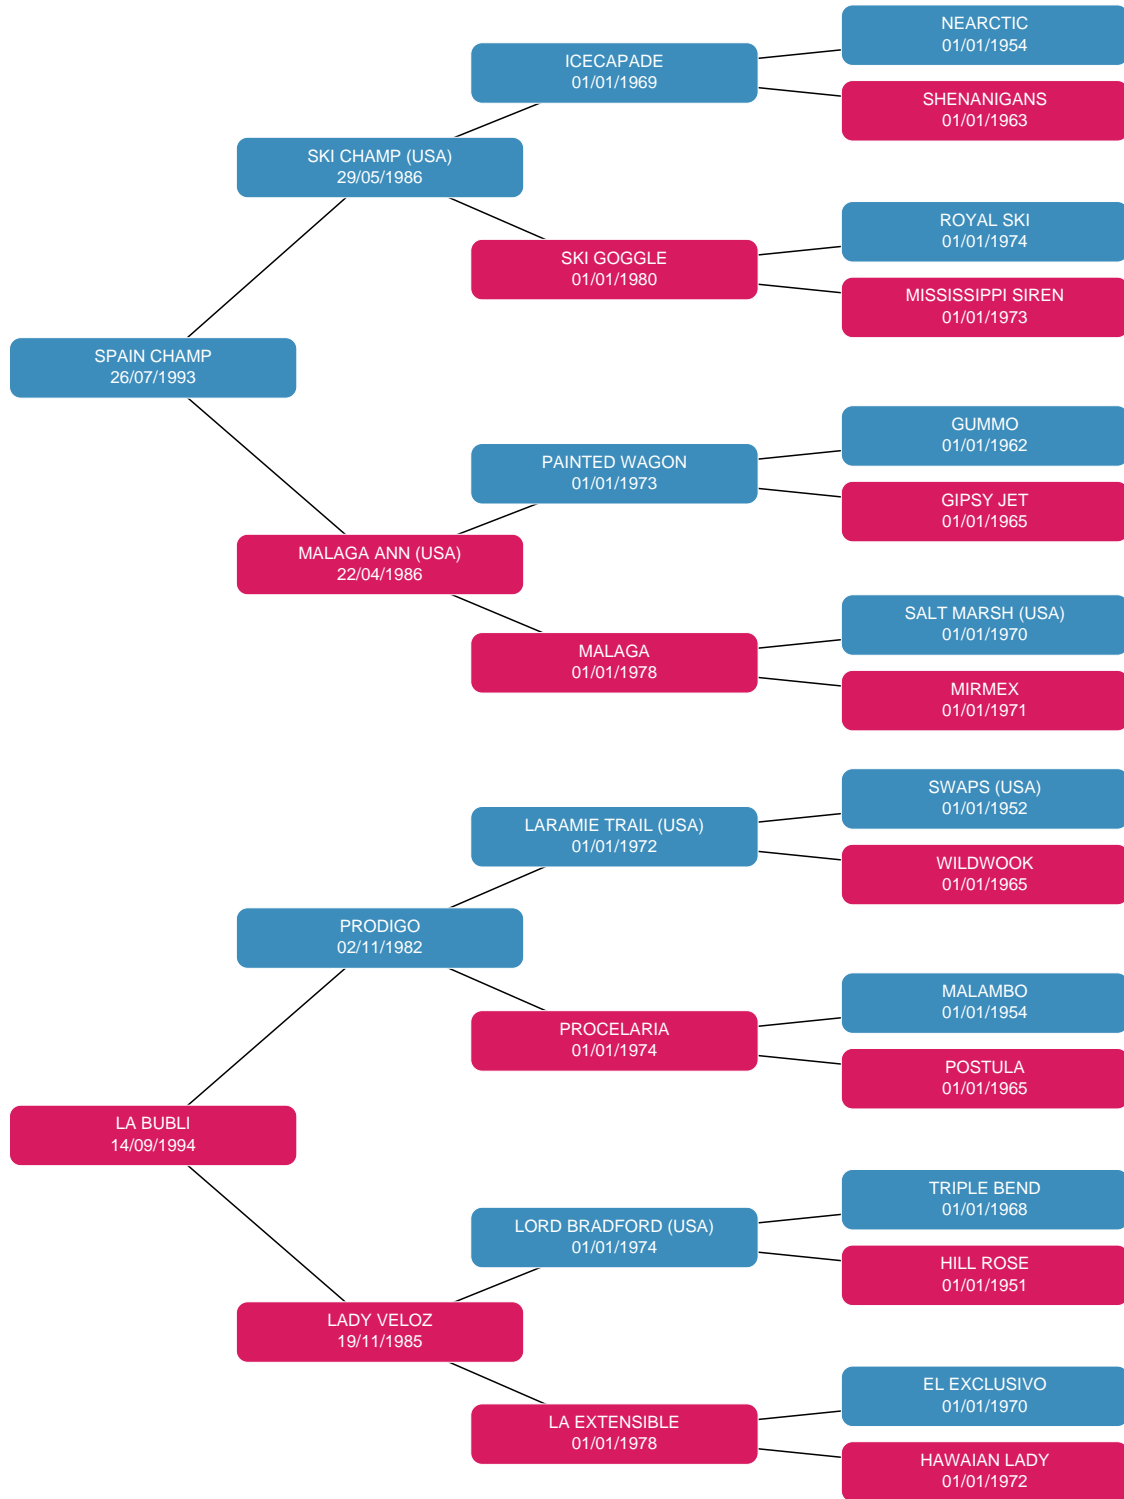 NEARCTIC
01/01/1954
ICECAPADE
01/01/1969
SHENANIGANS
01/01/1963
SKI CHAMP (USA)
29/05/1986
ROYAL SKI
01/01/1974
SKI GOGGLE
01/01/1980
MISSISSIPPI SIREN
01/01/1973
SPAIN CHAMP
26/07/1993
GUMMO
01/01/1962
PAINTED WAGON
01/01/1973
GIPSY JET
01/01/1965
MALAGA ANN (USA)
22/04/1986
SALT MARSH (USA)
01/01/1970
MALAGA
01/01/1978
MIRMEX
01/01/1971
SWAPS (USA)
01/01/1952
LARAMIE TRAIL (USA)
01/01/1972
WILDWOOK
01/01/1965
PRODIGO
02/11/1982
MALAMBO
01/01/1954
PROCELARIA
01/01/1974
POSTULA
01/01/1965
LA BUBLI
14/09/1994
TRIPLE BEND
01/01/1968
LORD BRADFORD (USA)
01/01/1974
HILL ROSE
01/01/1951
LADY VELOZ
19/11/1985
EL EXCLUSIVO
01/01/1970
LA EXTENSIBLE
01/01/1978
HAWAIAN LADY
01/01/1972